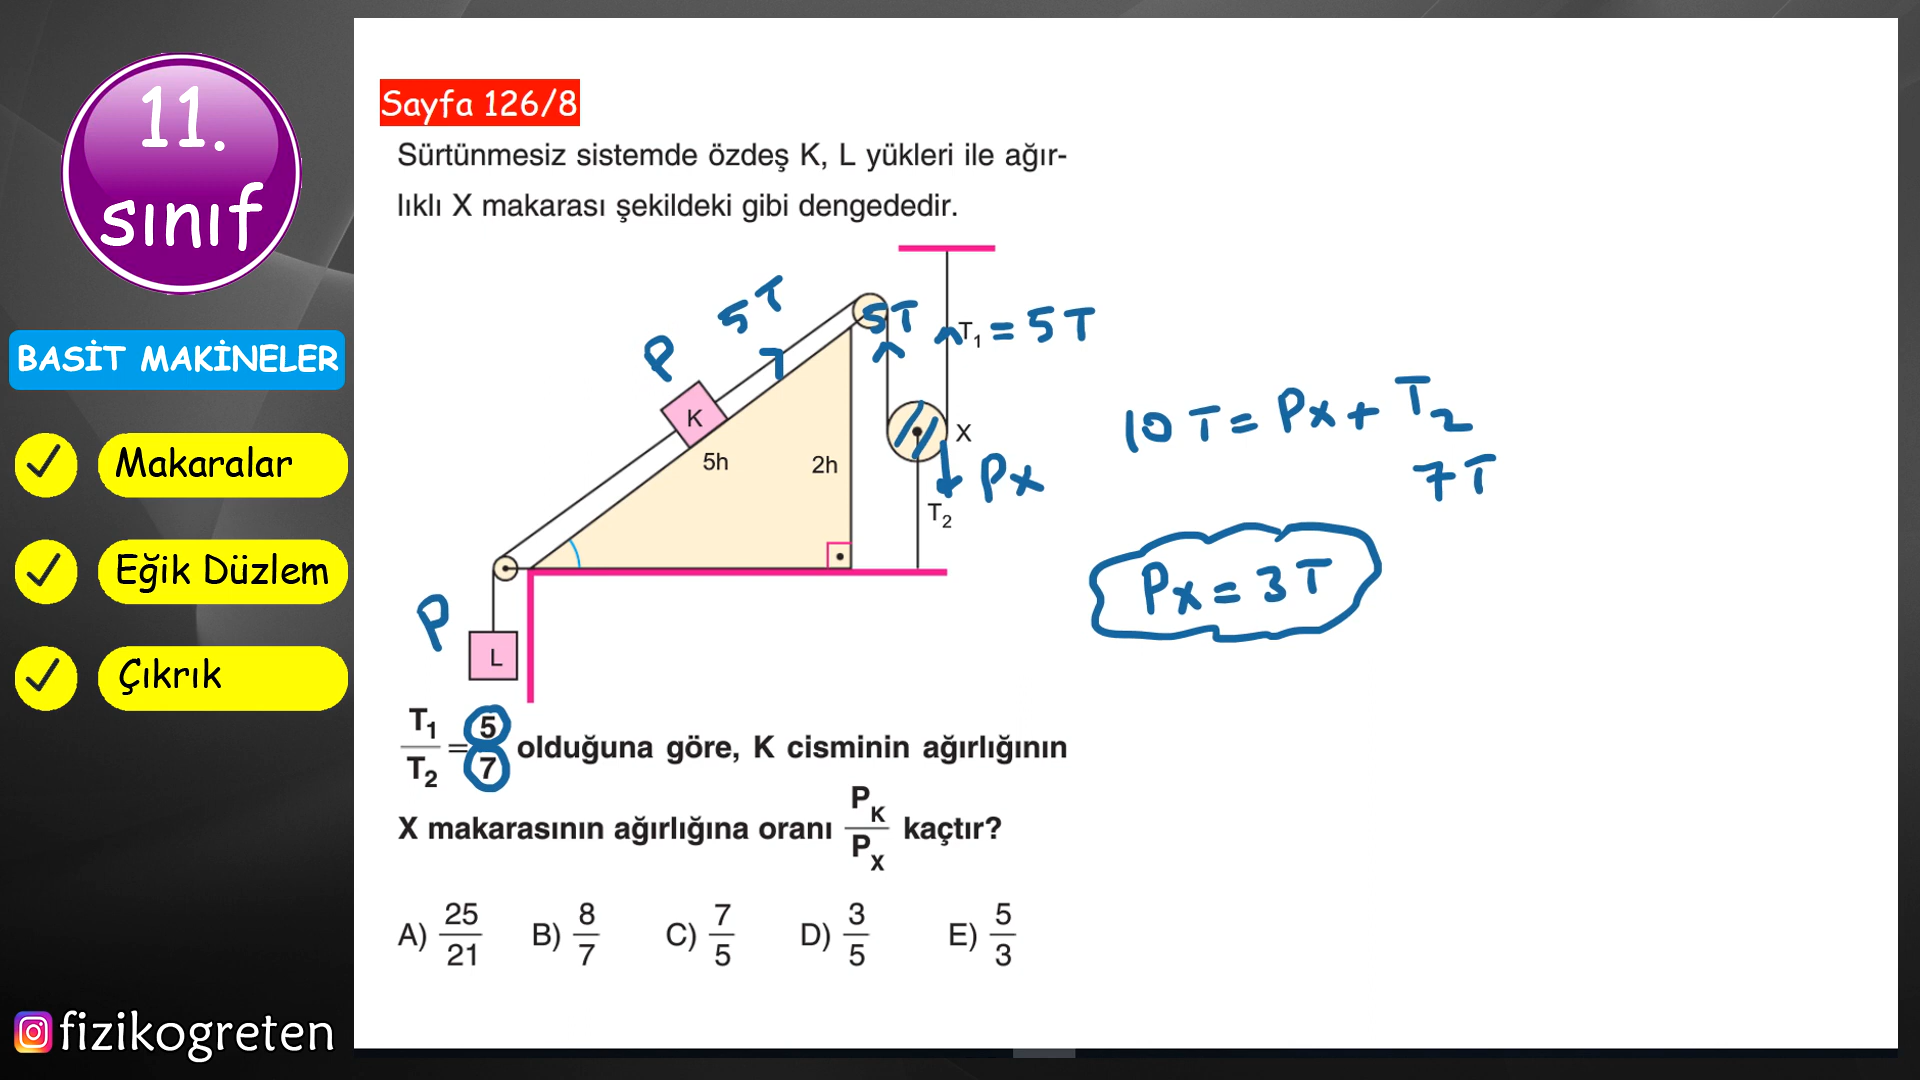 11.
sınıf
BASİT MAKİNELER
Makaralar
Eğik Düzlem
Çıkrık
fizikogreten
Sayfa 126/8
Sürtünmesiz sistemde özdeş K, L yükleri ile ağır-
lıklı X makarası şekildeki gibi dengededir.
P
5T
5T
T₁ = 5T
K
5h
2h
X
Px
T₂
P
L
10T = Px + T₂
7T
Px = 3T
T₁/T₂ = 5/7 olduğuna göre, K cisminin ağırlığının
X makarasının ağırlığına oranı P_K/P_X kaçtır?
A) 25/21 B) 8/7 C) 7/5 D) 3/5 E) 5/3